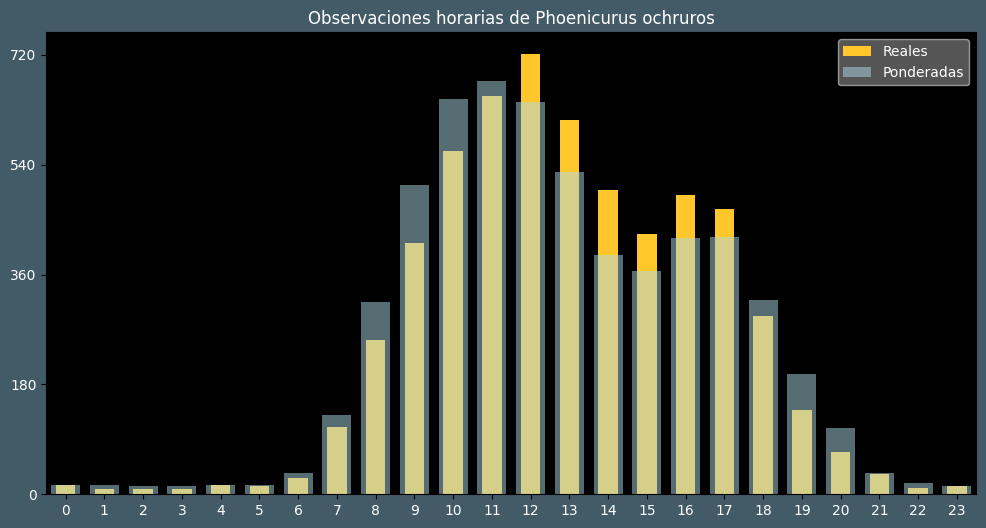 Observaciones horarias de Phoenicurus ochruros
Reales
Ponderadas
720
540
360
180
0
0 1 2 3 4 5 6 7 8 9 10 11 12 13 14 15 16 17 18 19 20 21 22 23